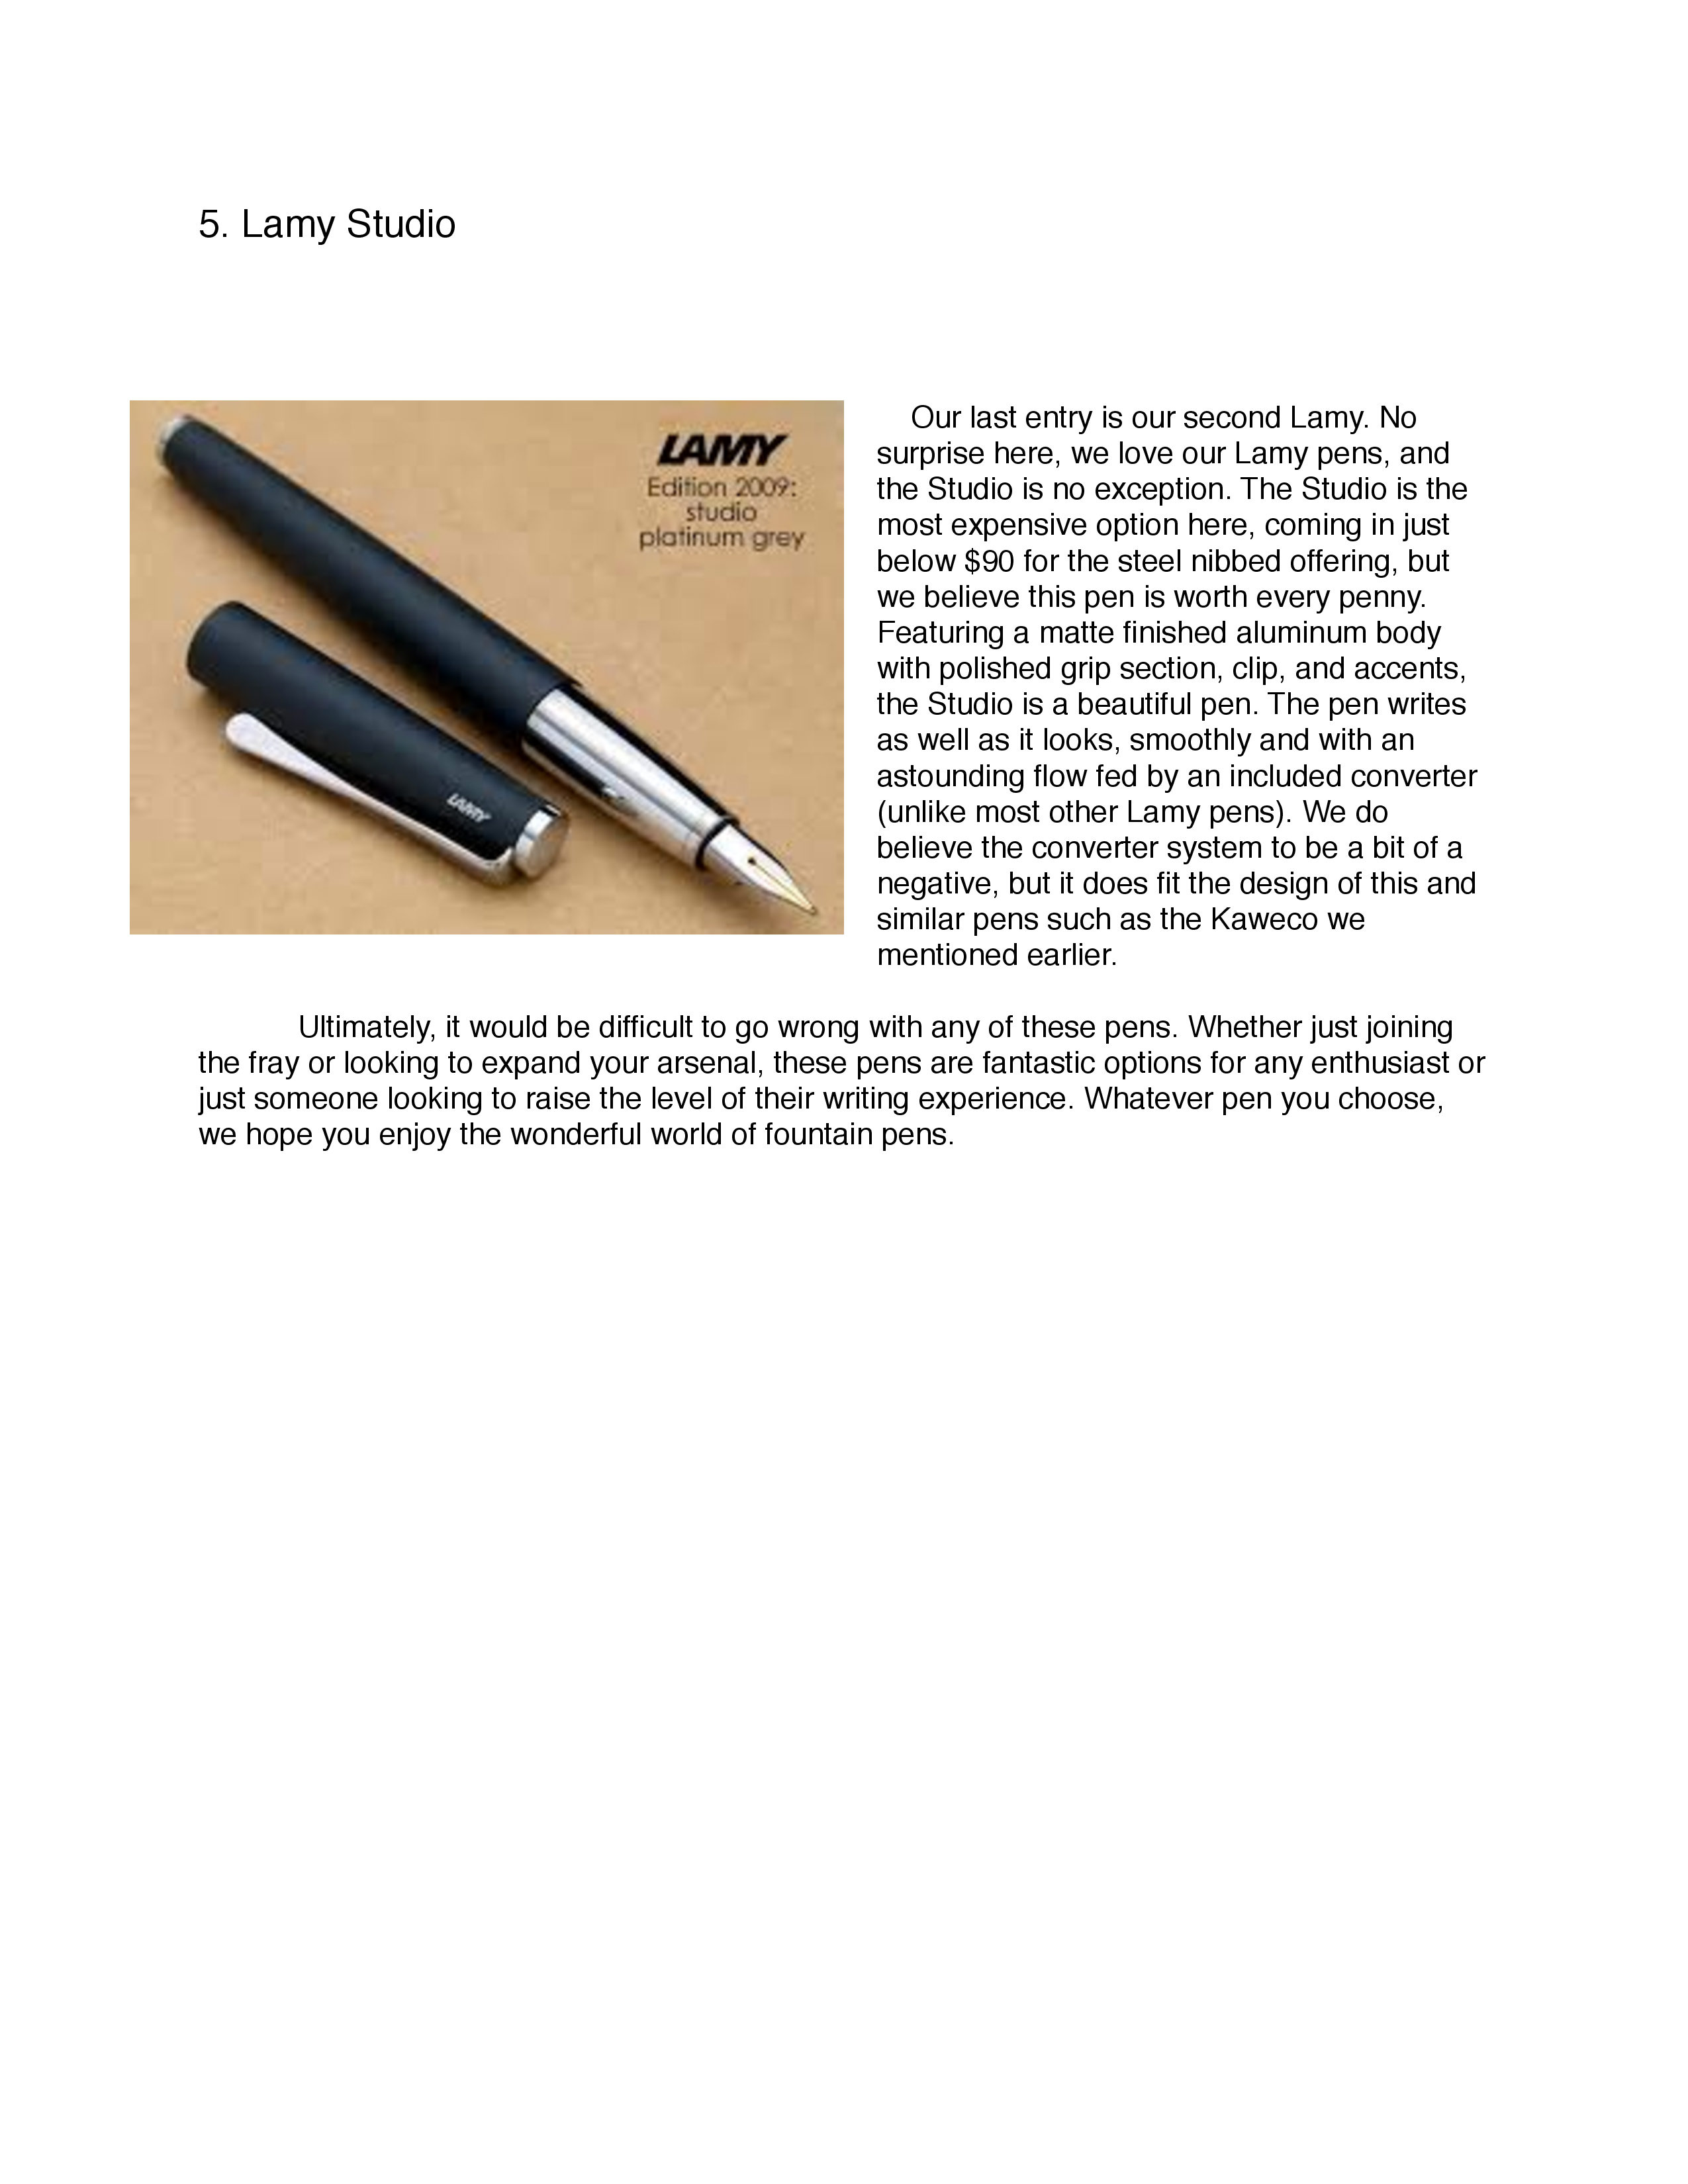 5. Lamy Studio
LAMY
Edition 2009:
studio
platinum grey
LAMY
Our last entry is our second Lamy. No
surprise here, we love our Lamy pens, and
the Studio is no exception. The Studio is the
most expensive option here, coming in just
below $90 for the steel nibbed offering, but
we believe this pen is worth every penny.
Featuring a matte finished aluminum body
with polished grip section, clip, and accents,
the Studio is a beautiful pen. The pen writes
as well as it looks, smoothly and with an
astounding flow fed by an included converter
(unlike most other Lamy pens). We do
believe the converter system to be a bit of a
negative, but it does fit the design of this and
similar pens such as the Kaweco we
mentioned earlier.
Ultimately, it would be difficult to go wrong with any of these pens. Whether just joining
the fray or looking to expand your arsenal, these pens are fantastic options for any enthusiast or
just someone looking to raise the level of their writing experience. Whatever pen you choose,
we hope you enjoy the wonderful world of fountain pens.